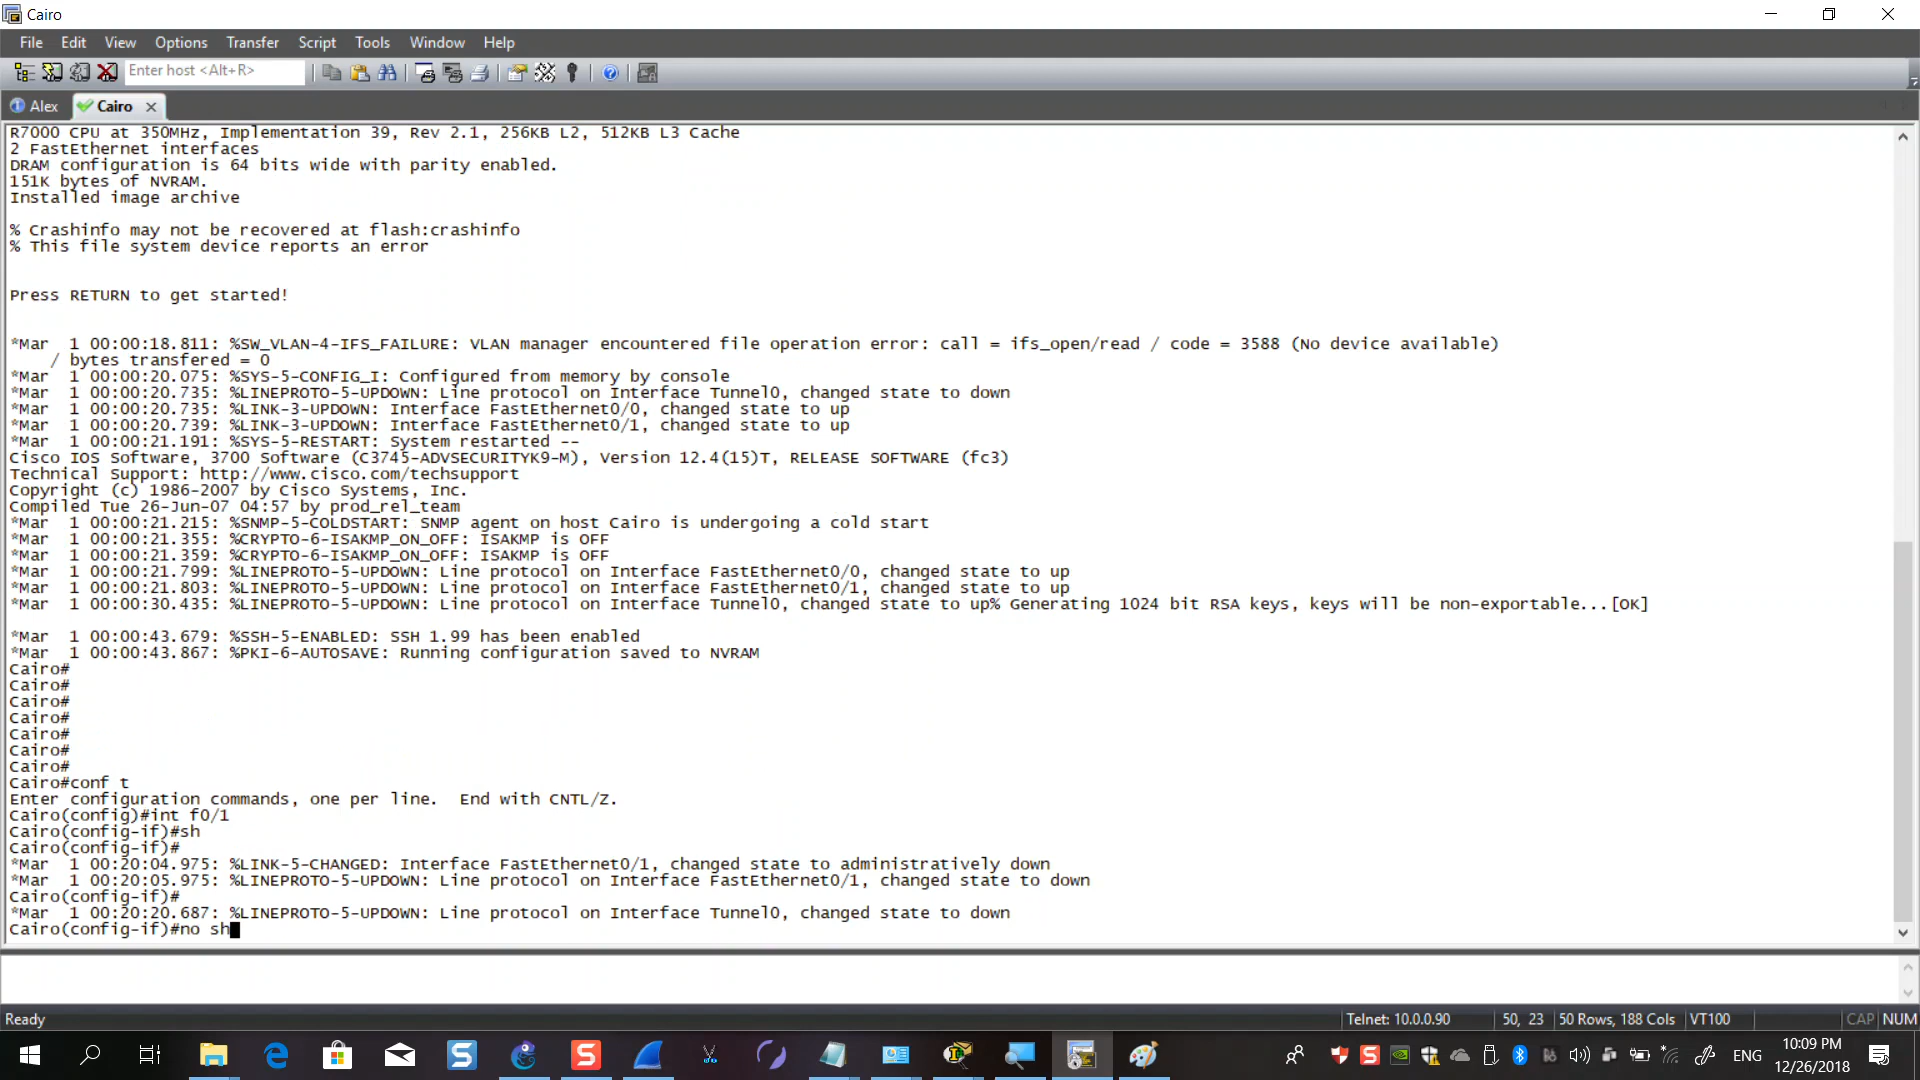 Cairo
File Edit View Options Transfer Script Tools Window Help
Enter host <Alt+R>
Alex Cairo
R7000 CPU at 350MHz, Implementation 39, Rev 2.1, 256KB L2, 512KB L3 Cache
2 FastEthernet interfaces
DRAM configuration is 64 bits wide with parity enabled.
151K bytes of NVRAM.
Installed image archive
% Crashinfo may not be recovered at flash:crashinfo
% This file system device reports an error
Press RETURN to get started!
*Mar  1 00:00:18.811: %SW_VLAN-4-IFS_FAILURE: VLAN manager encountered file operation error: call = ifs_open/read / code = 3588 (No device available)
/ bytes transfered = 0
*Mar  1 00:00:20.075: %SYS-5-CONFIG_I: Configured from memory by console
*Mar  1 00:00:20.735: %LINEPROTO-5-UPDOWN: Line protocol on Interface Tunnel0, changed state to down
*Mar  1 00:00:20.735: %LINK-3-UPDOWN: Interface FastEthernet0/0, changed state to up
*Mar  1 00:00:20.739: %LINK-3-UPDOWN: Interface FastEthernet0/1, changed state to up
*Mar  1 00:00:21.191: %SYS-5-RESTART: System restarted --
Cisco IOS Software, 3700 Software (C3745-ADVSECURITYK9-M), Version 12.4(15)T, RELEASE SOFTWARE (fc3)
Technical Support: http://www.cisco.com/techsupport
Copyright (c) 1986-2007 by Cisco Systems, Inc.
Compiled Tue 26-Jun-07 04:57 by prod_rel_team
*Mar  1 00:00:21.215: %SNMP-5-COLDSTART: SNMP agent on host Cairo is undergoing a cold start
*Mar  1 00:00:21.355: %CRYPTO-6-ISAKMP_ON_OFF: ISAKMP is OFF
*Mar  1 00:00:21.359: %CRYPTO-6-ISAKMP_ON_OFF: ISAKMP is OFF
*Mar  1 00:00:21.799: %LINEPROTO-5-UPDOWN: Line protocol on Interface FastEthernet0/0, changed state to up
*Mar  1 00:00:21.803: %LINEPROTO-5-UPDOWN: Line protocol on Interface FastEthernet0/1, changed state to up
*Mar  1 00:00:30.435: %LINEPROTO-5-UPDOWN: Line protocol on Interface Tunnel0, changed state to up% Generating 1024 bit RSA keys, keys will be non-exportable...[OK]
*Mar  1 00:00:43.679: %SSH-5-ENABLED: SSH 1.99 has been enabled
*Mar  1 00:00:43.867: %PKI-6-AUTOSAVE: Running configuration saved to NVRAM
Cairo#
Cairo#
Cairo#
Cairo#
Cairo#
Cairo#
Cairo#
Cairo#conf t
Enter configuration commands, one per line.  End with CNTL/Z.
Cairo(config)#int f0/1
Cairo(config-if)#sh
Cairo(config-if)#
*Mar  1 00:20:04.975: %LINK-5-CHANGED: Interface FastEthernet0/1, changed state to administratively down
*Mar  1 00:20:05.975: %LINEPROTO-5-UPDOWN: Line protocol on Interface FastEthernet0/1, changed state to down
Cairo(config-if)#
*Mar  1 00:20:20.687: %LINEPROTO-5-UPDOWN: Line protocol on Interface Tunnel0, changed state to down
Cairo(config-if)#no sh
Ready Telnet: 10.0.0.90 50, 23 50 Rows, 188 Cols VT100 CAP NUM
ENG 10:09 PM
12/26/2018